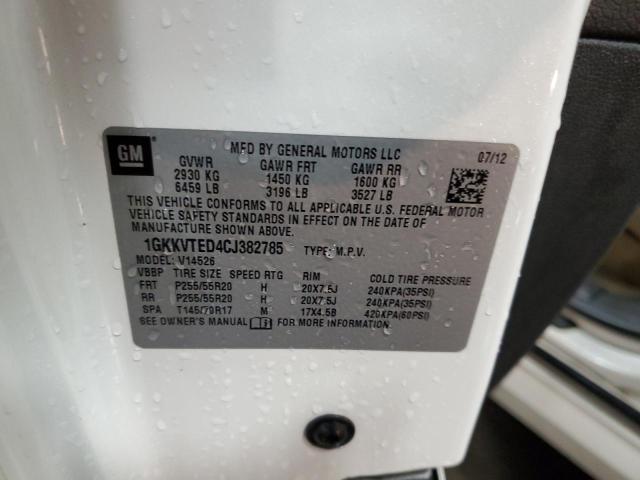 GM
MFD BY GENERAL MOTORS LLC 07/12
GVWR GAWR FRT GAWR RR
2930 KG 1450 KG 1600 KG
6459 LB 3196 LB 3527 LB
THIS VEHICLE CONFORMS TO ALL APPLICABLE U.S. FEDERAL MOTOR
VEHICLE SAFETY STANDARDS IN EFFECT ON THE DATE OF
MANUFACTURE SHOWN ABOVE.
1GKKVTED4CJ382785 TYPE: M.P.V.
MODEL: V14526
VBBP TIRE SIZE SPEED RTG RIM COLD TIRE PRESSURE
FRT P255/55R20 H 20X7.5J 240KPA(35PSI)
RR P255/55R20 H 20X7.5J 240KPA(35PSI)
SPA T145/70R17 M 17X4.5B 420KPA(60PSI)
SEE OWNER'S MANUAL FOR MORE INFORMATION.